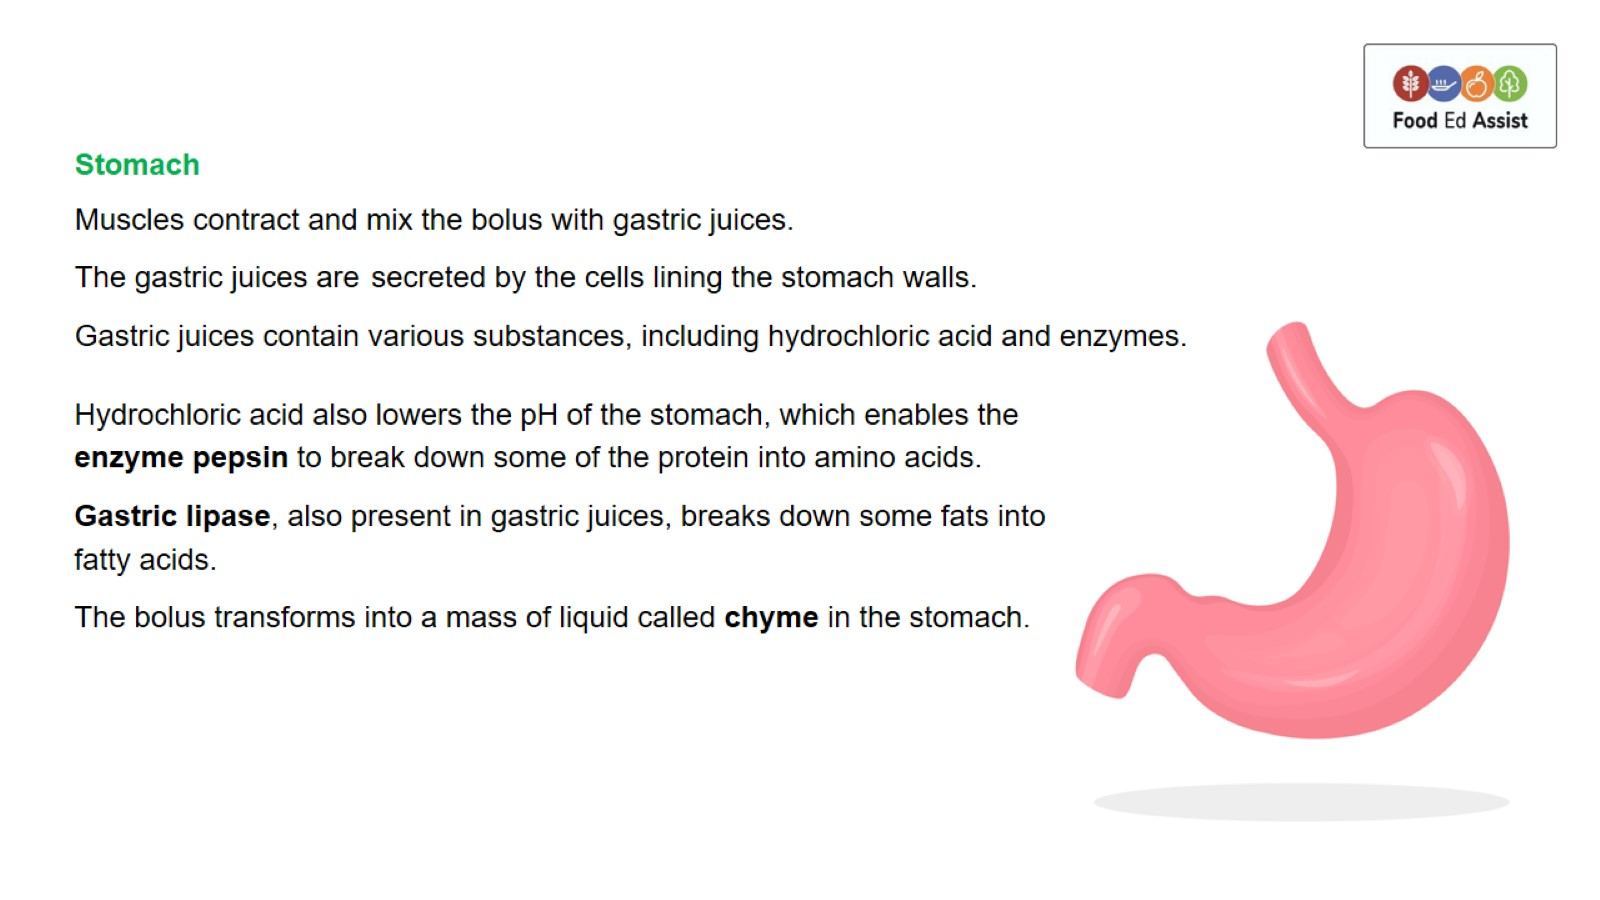 Food Ed Assist
Stomach
Muscles contract and mix the bolus with gastric juices.
The gastric juices are secreted by the cells lining the stomach walls.
Gastric juices contain various substances, including hydrochloric acid and enzymes.
Hydrochloric acid also lowers the pH of the stomach, which enables the
enzyme pepsin to break down some of the protein into amino acids.
Gastric lipase, also present in gastric juices, breaks down some fats into
fatty acids.
The bolus transforms into a mass of liquid called chyme in the stomach.